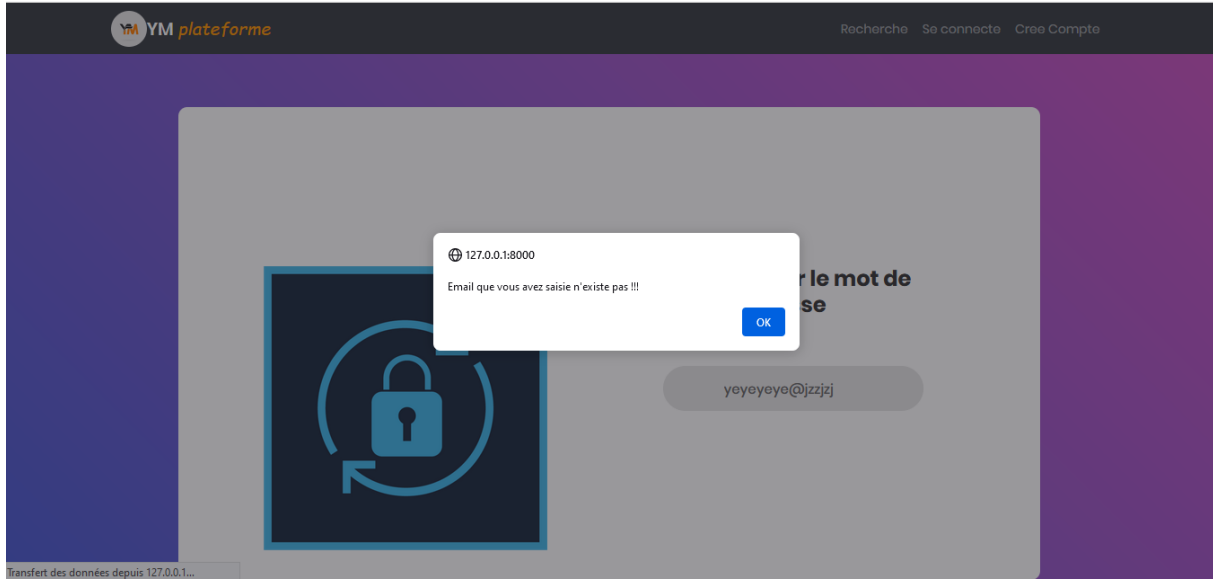 YM YM plateforme
Recherche Se connecte Cree Compte
127.0.0.1:8000
Email que vous avez saisie n'existe pas !!!
OK
r le mot de
se
yeyeyeye@jzzjzj
Transfert des données depuis 127.0.0.1...